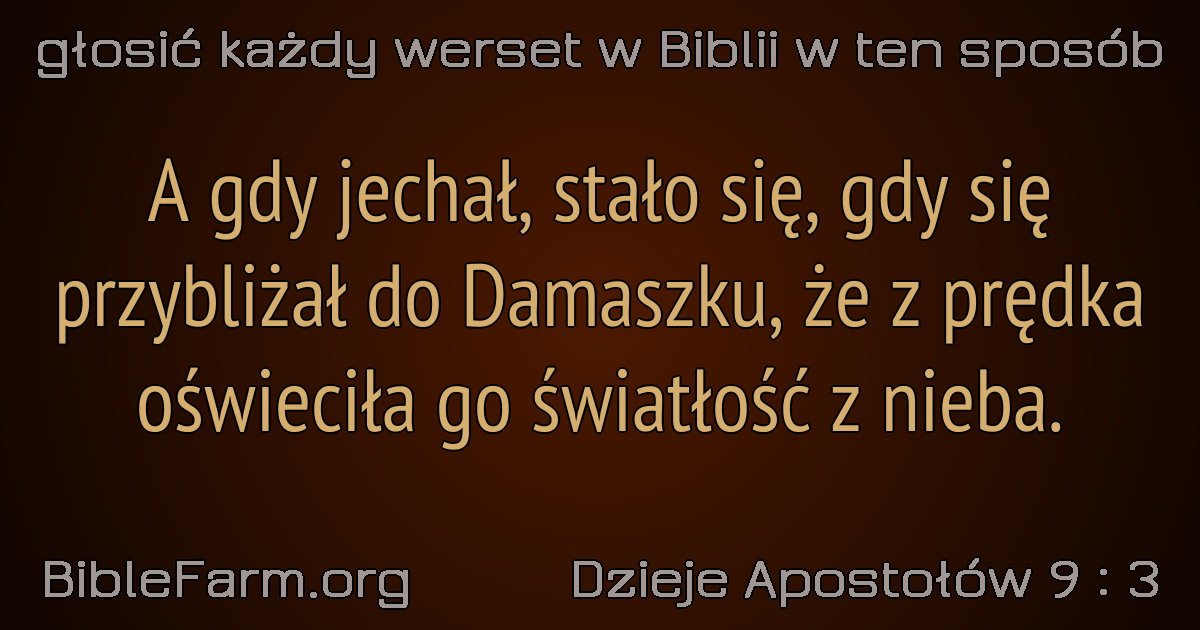 głosić każdy werset w Biblii w ten sposób
A gdy jechał, stało się, gdy się
przybliżał do Damaszku, że z prędka
oświeciła go światłość z nieba.
BibleFarm.org
Dzieje Apostołów 9 : 3